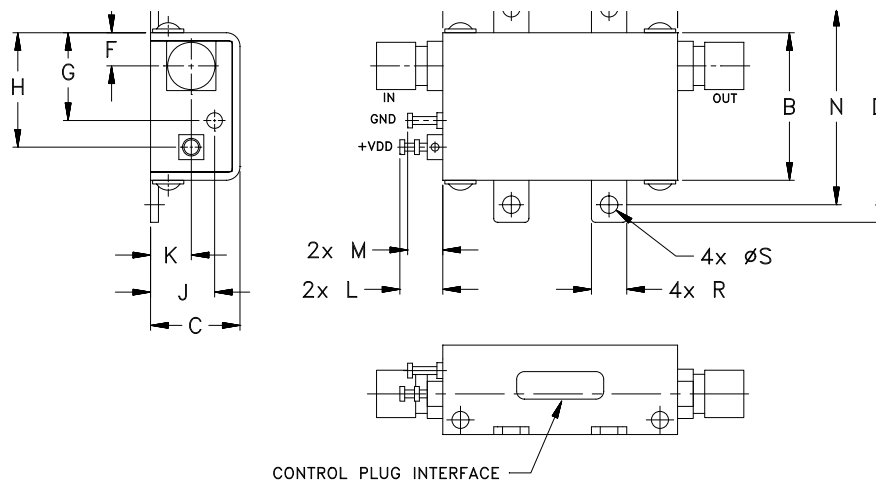 F
G
H
IN
OUT
GND
+VDD
B
N
K
J
C
2x M
2x L
4x ØS
4x R
CONTROL PLUG INTERFACE